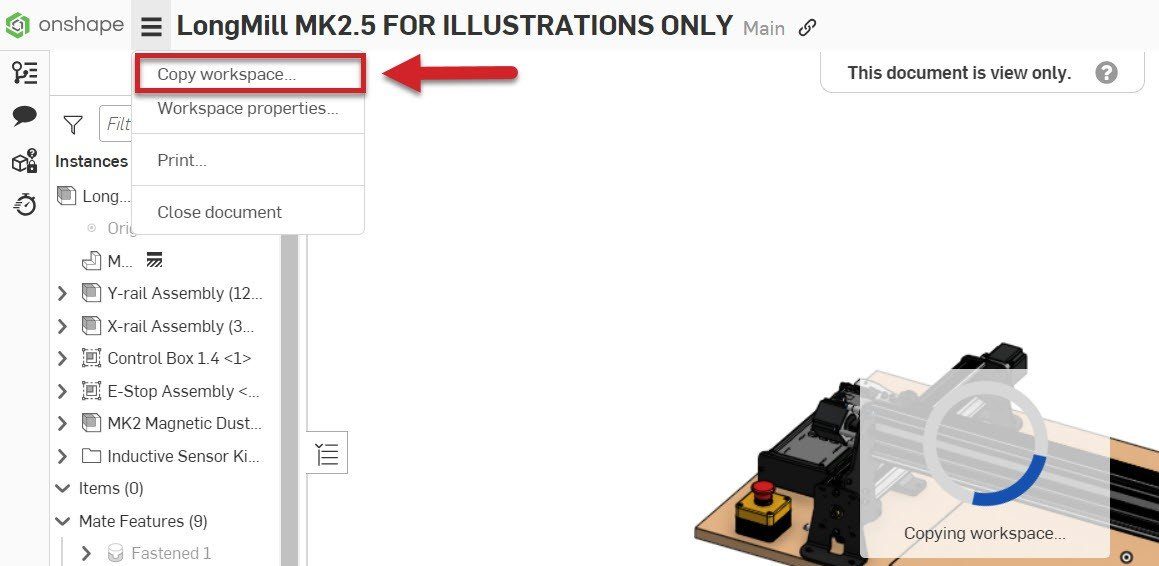 onshape
LongMill MK2.5 FOR ILLUSTRATIONS ONLY Main
Copy workspace...
Workspace properties...
Print...
Close document
This document is view only. ?
Filt
Instances
Long...
Orig
M...
Y-rail Assembly (12...
X-rail Assembly (3...
Control Box 1.4 <1>
E-Stop Assembly <...
MK2 Magnetic Dust...
Inductive Sensor Ki...
Items (0)
Mate Features (9)
Fastened 1
Copying workspace...